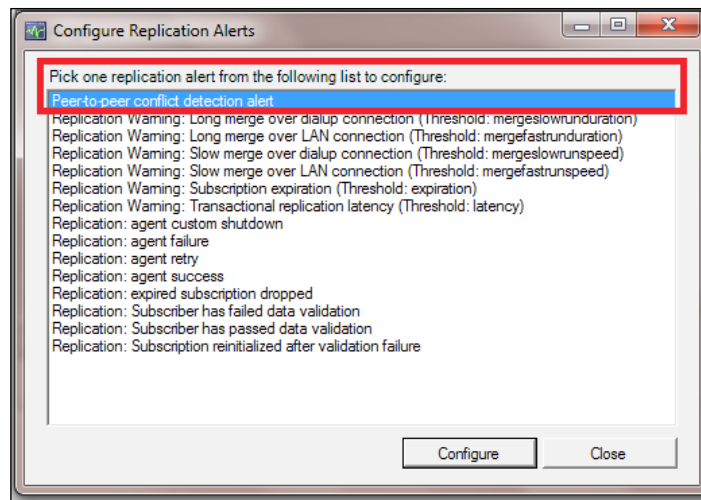 Configure Replication Alerts
Pick one replication alert from the following list to configure:
Peer-to-peer conflict detection alert
Replication Warning: Long merge over dialup connection (Threshold: mergeslowrunduration)
Replication Warning: Long merge over LAN connection (Threshold: mergefastrunduration)
Replication Warning: Slow merge over dialup connection (Threshold: mergeslowrunspeed)
Replication Warning: Slow merge over LAN connection (Threshold: mergefastrunspeed)
Replication Warning: Subscription expiration (Threshold: expiration)
Replication Warning: Transactional replication latency (Threshold: latency)
Replication: agent custom shutdown
Replication: agent failure
Replication: agent retry
Replication: agent success
Replication: expired subscription dropped
Replication: Subscriber has failed data validation
Replication: Subscriber has passed data validation
Replication: Subscription reinitialized after validation failure
Configure Close